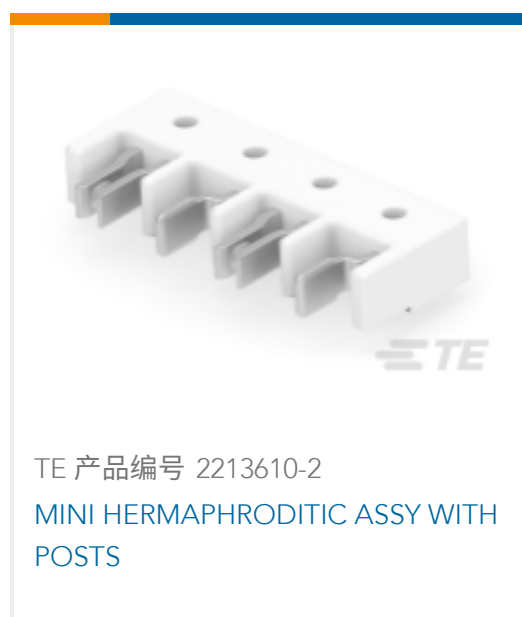 TE
TE 产品编号 2213610-2
MINI HERMAPHRODITIC ASSY WITH
POSTS